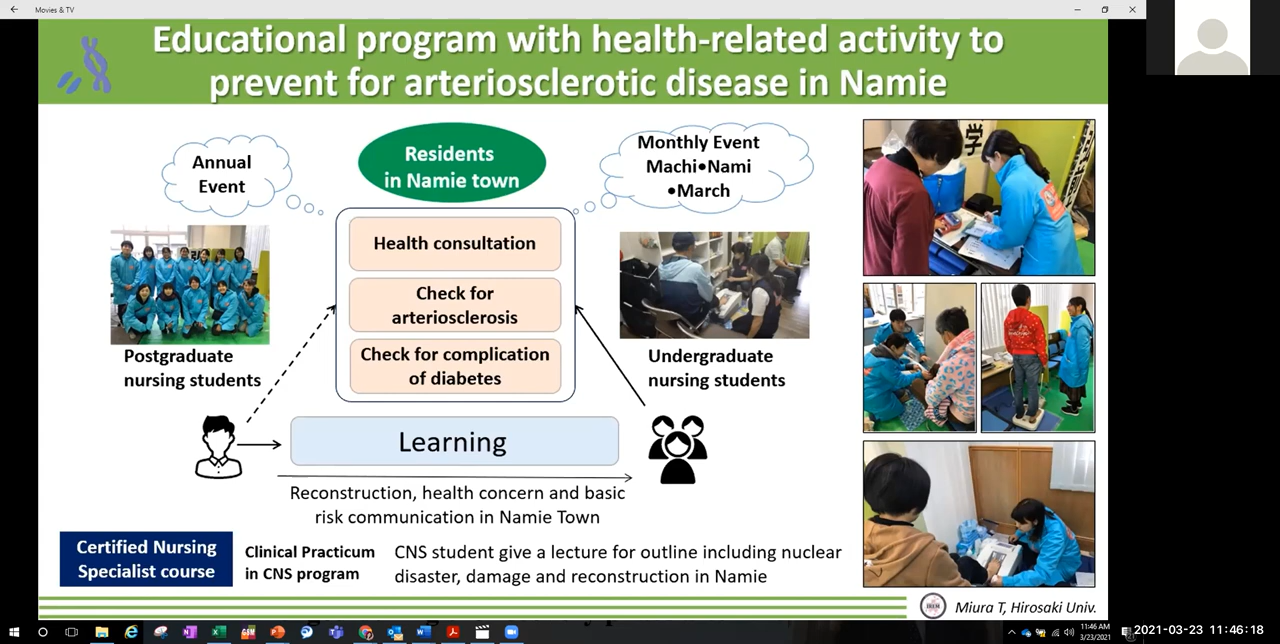 Movies & TV
Educational program with health-related activity to
prevent for arteriosclerotic disease in Namie
Annual
Event
Residents
in Namie town
Monthly Event
Machi•Nami
•March
Health consultation
Check for
arteriosclerosis
Check for complication
of diabetes
Postgraduate
nursing students
Undergraduate
nursing students
学
Learning
Reconstruction, health concern and basic
risk communication in Namie Town
Certified Nursing
Specialist course
Clinical Practicum
in CNS program
CNS student give a lecture for outline including nuclear
disaster, damage and reconstruction in Namie
Miura T, Hirosaki Univ.
11:46 AM
3/23/2021
2021-03-23 11:46:18